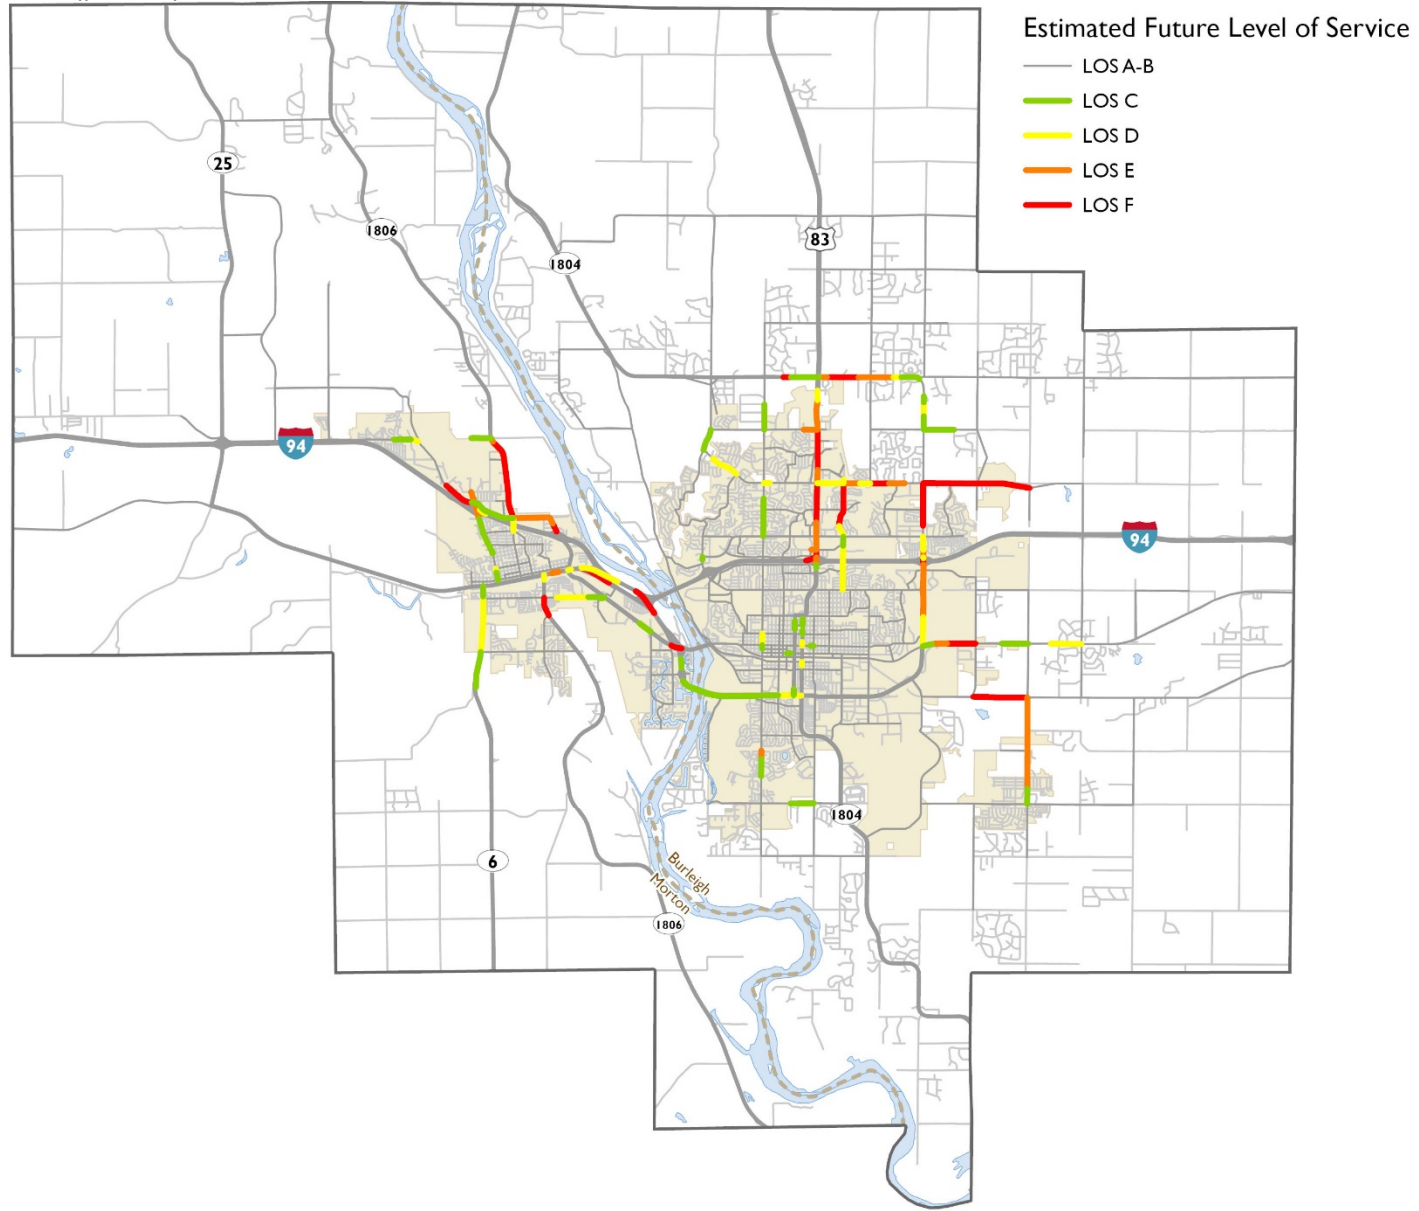 Estimated Future Level of Service
LOS A-B
LOS C
LOS D
LOS E
LOS F
25
1806
1804
83
94
94
1804
6
Burleigh
Morton
1806